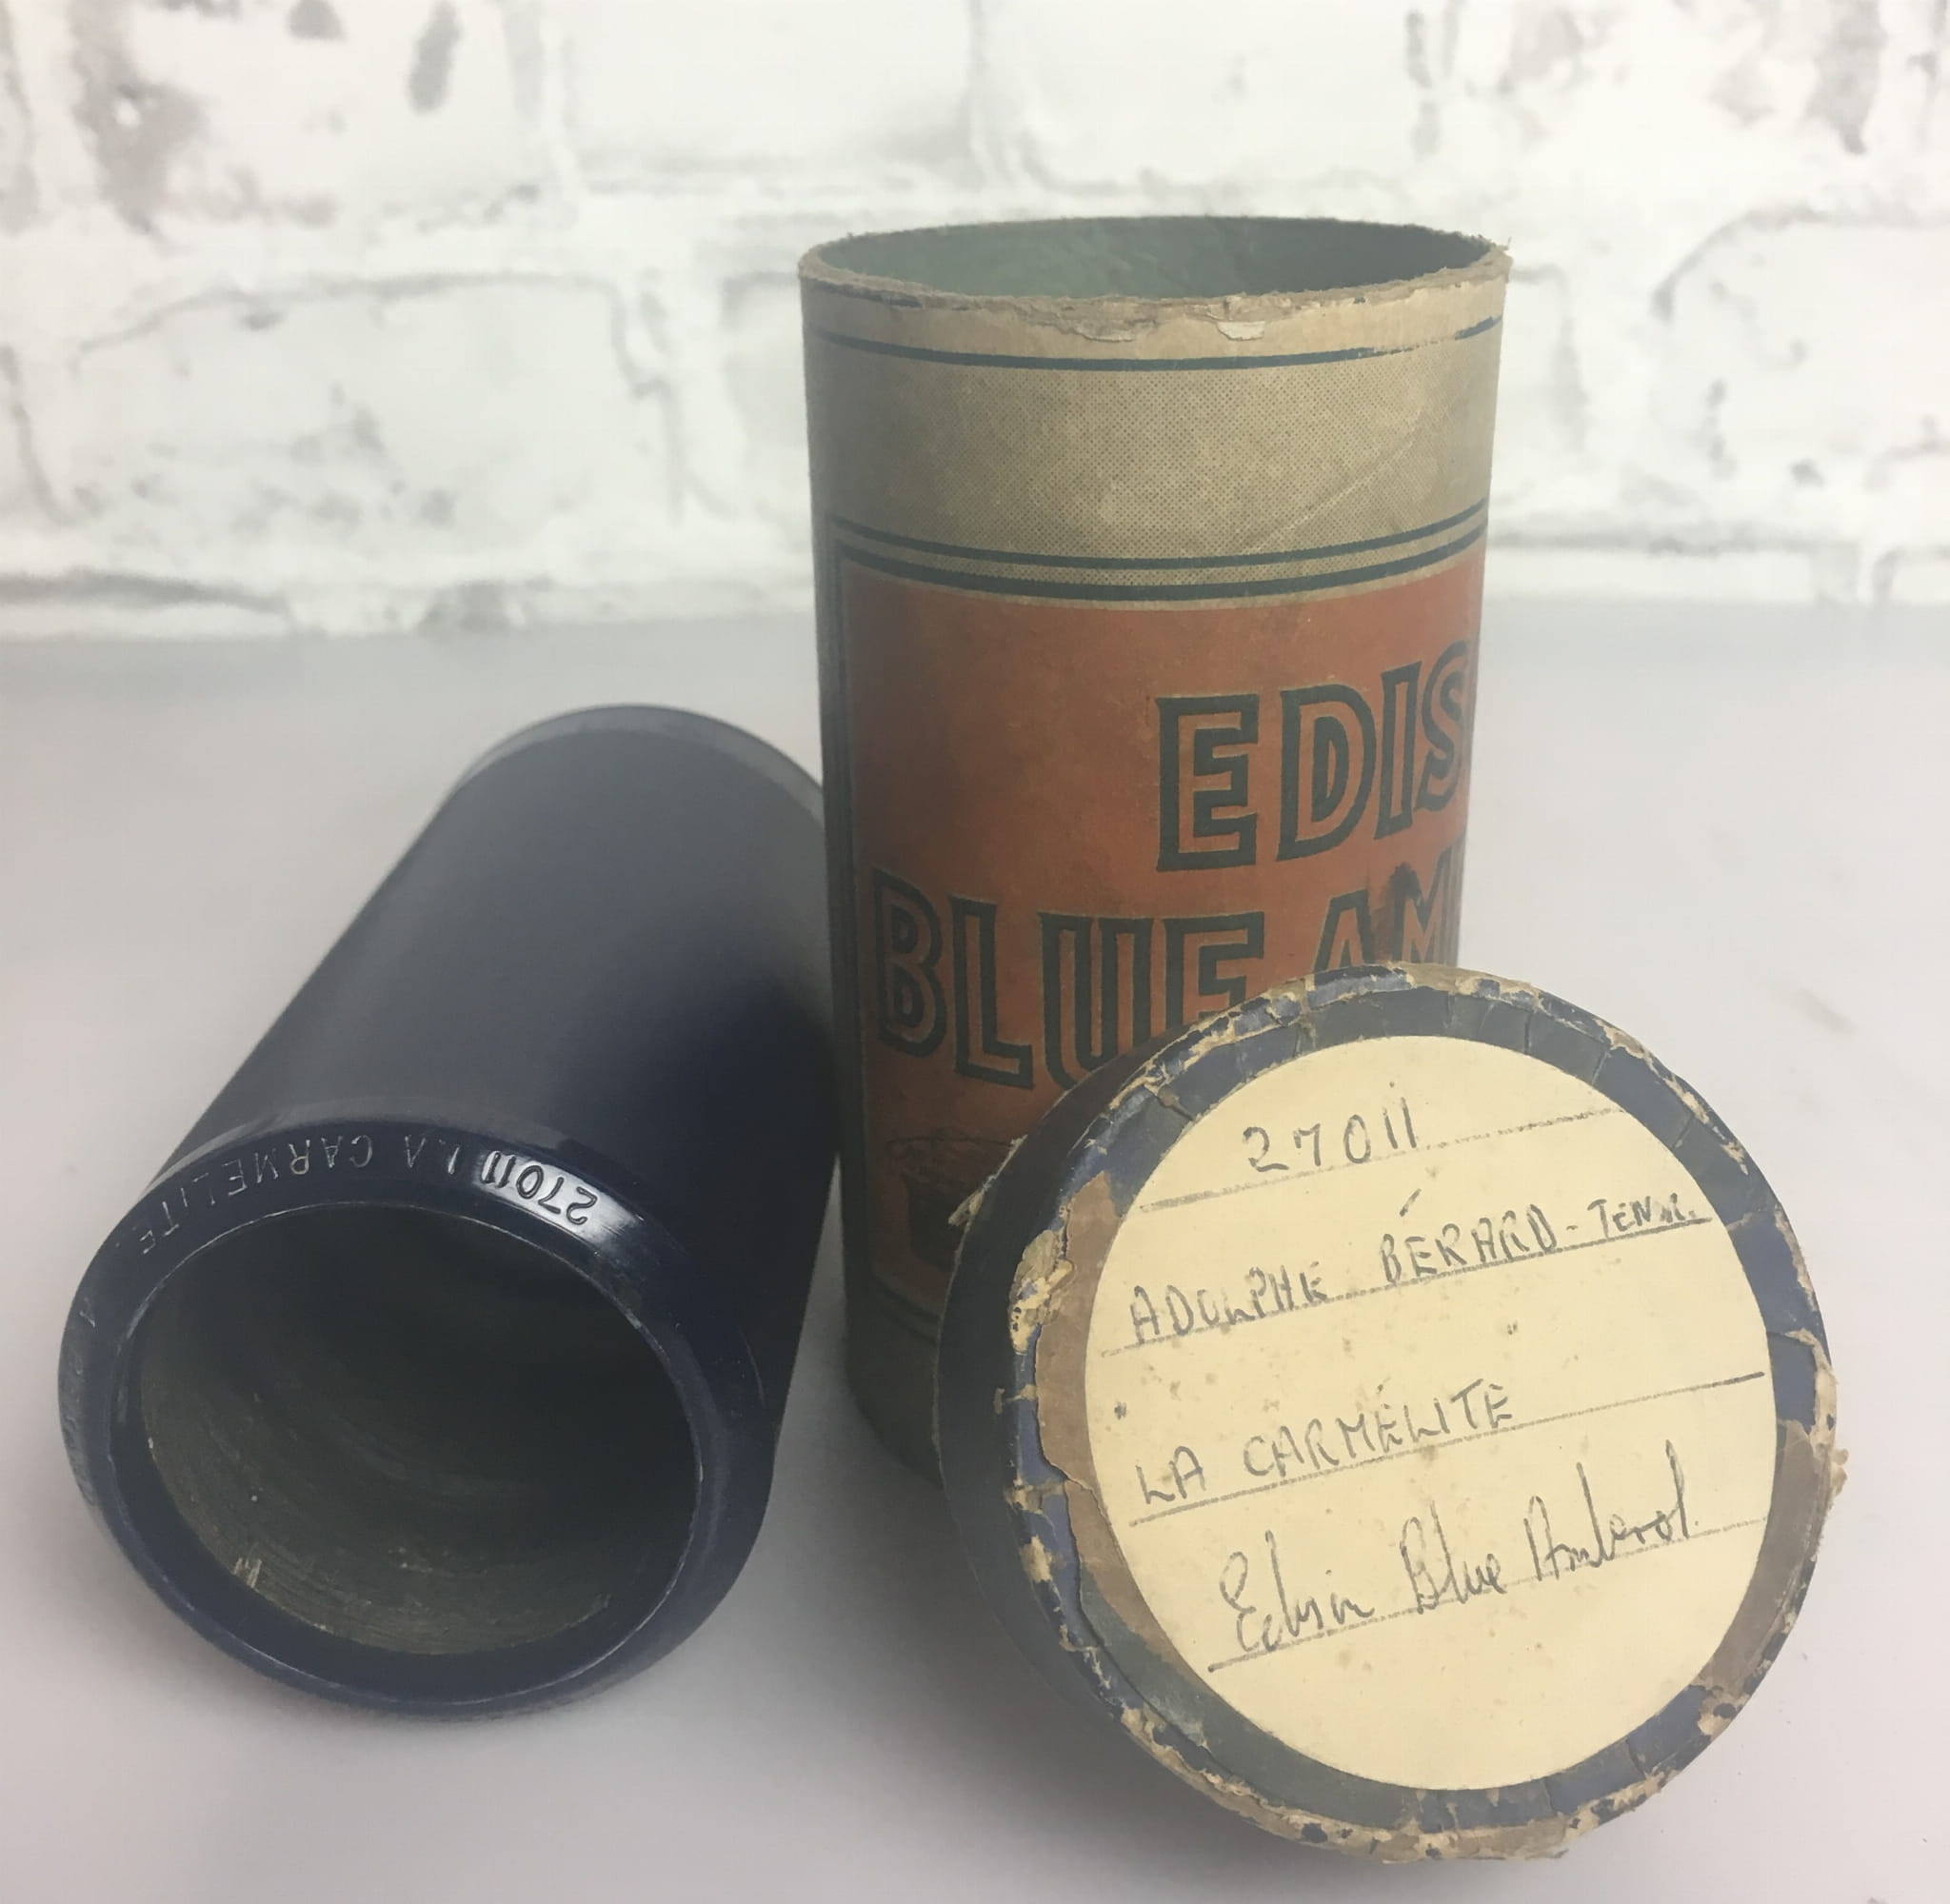 EDIS
BLUE AM
27011 LA CARMELITE.
27011
ADOLPHE BÉRARD - TENOR.
LA CARMÉLITE
Edison Blue Amberol